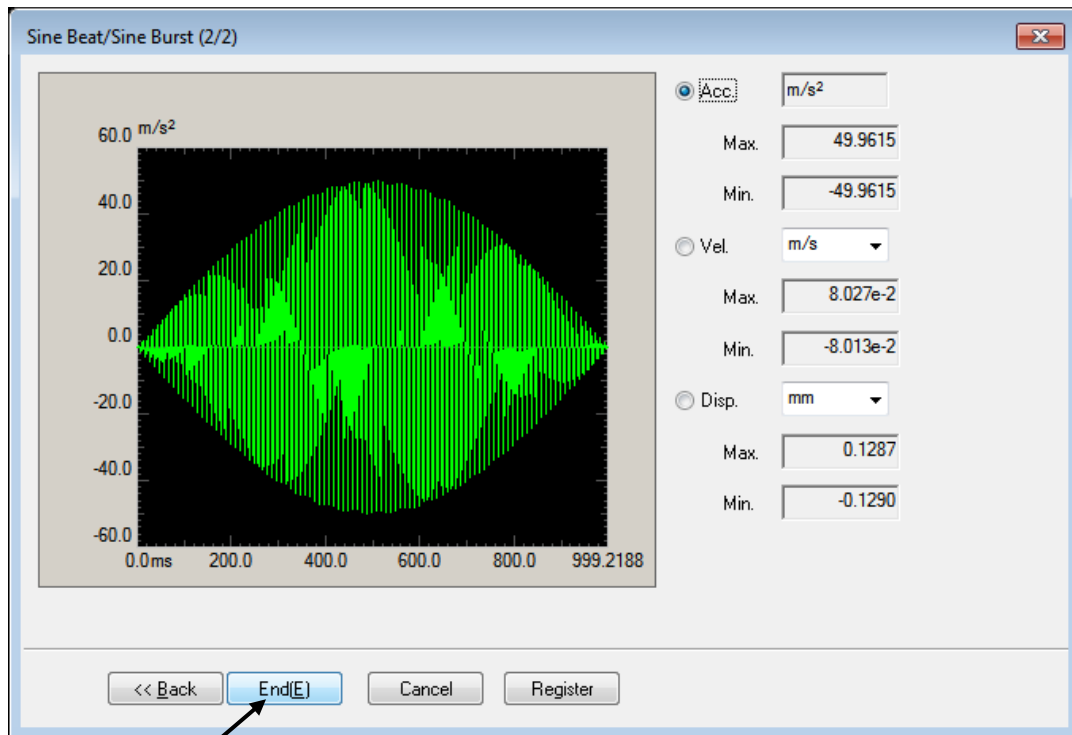 Sine Beat/Sine Burst (2/2)
60.0 m/s²
40.0
20.0
0.0
-20.0
-40.0
-60.0
0.0ms 200.0 400.0 600.0 800.0 999.2188
Acc. m/s²
Max. 49.9615
Min. -49.9615
Vel. m/s
Max. 8.027e-2
Min. -8.013e-2
Disp. mm
Max. 0.1287
Min. -0.1290
<< Back End(E) Cancel Register